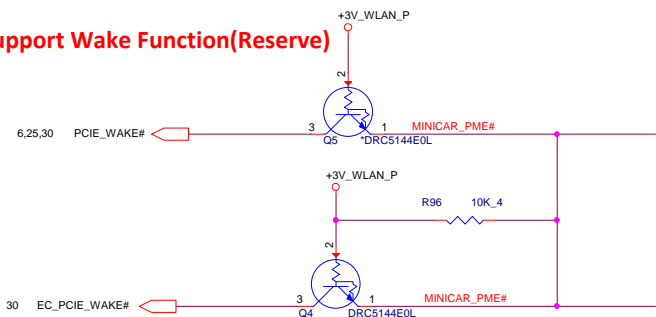 +3V_WLAN_P
upport Wake Function(Reserve)
2
6,25,30 PCIE_WAKE# 3 1 MINICAR_PME#
Q5 *DRC5144E0L
+3V_WLAN_P
R96 10K_4
2
30 EC_PCIE_WAKE# 3 1 MINICAR_PME#
Q4 DRC5144E0L